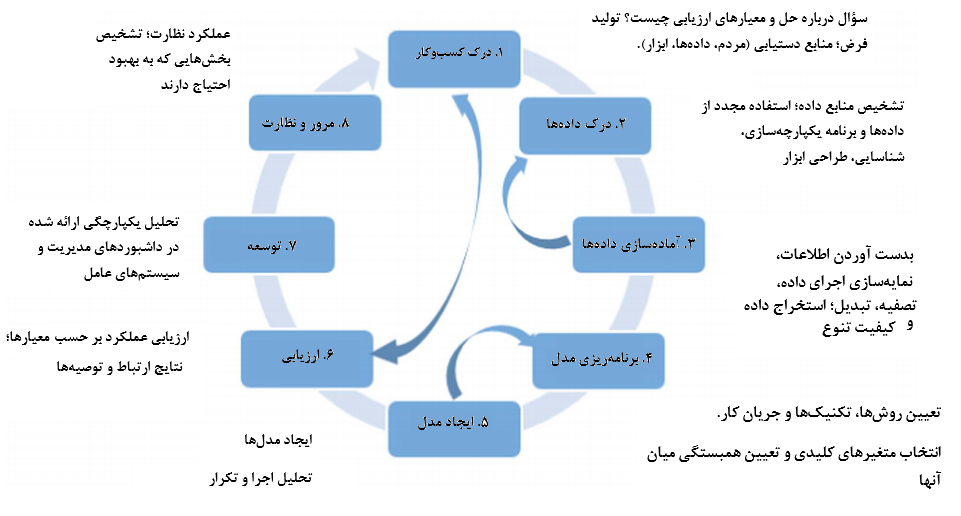 ۱. درک کسب‌وکار
سؤال درباره حل و معیارهای ارزیابی چیست؟ تولید
فرض؛ منابع دستیابی (مردم، داده‌ها، ابزار).
۲. درک داده‌ها
تشخیص منابع داده؛ استفاده مجدد از
داده‌ها و برنامه یکپارچه‌سازی،
شناسایی، طراحی ابزار
۳. آماده‌سازی داده‌ها
بدست آوردن اطلاعات،
نمایه‌سازی اجرای داده،
تصفیه، تبدیل؛ استخراج داده
و کیفیت تنوع
۴. برنامه‌ریزی مدل
تعیین روش‌ها، تکنیک‌ها و جریان کار.
انتخاب متغیرهای کلیدی و تعیین همبستگی میان
آنها
۵. ایجاد مدل
ایجاد مدل‌ها
تحلیل اجرا و تکرار
۶. ارزیابی
ارزیابی عملکرد بر حسب معیارها؛
نتایج ارتباط و توصیه‌ها
۷. توسعه
تحلیل یکپارچگی ارائه شده
در داشبوردهای مدیریت و
سیستم‌های عامل
۸. مرور و نظارت
عملکرد نظارت؛ تشخیص
بخش‌هایی که به بهبود
احتیاج دارند